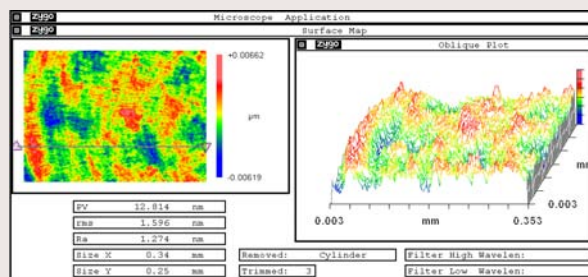 zygo Microscope Application
zygo Surface Map
+0.00662
µm
-0.00619
zygo Oblique Plot
mm
0.003
0.003 mm 0.353
PV 12.814 nm
rms 1.596 nm
Ra 1.274 nm
Size X 0.34 mm
Size Y 0.25 mm
Removed: Cylinder
Trimmed: 3
Filter High Wavelen:
Filter Low Wavelen: